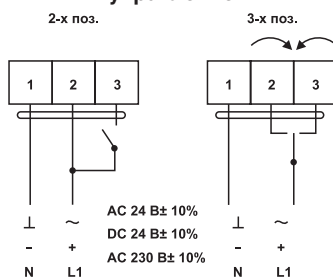 2-х поз.
3-х поз.
1 2 3
1 2 3
⊥ ~
AC 24 В± 10%
⊥ ~
- +
DC 24 В± 10%
- +
N L1
AC 230 В± 10%
N L1